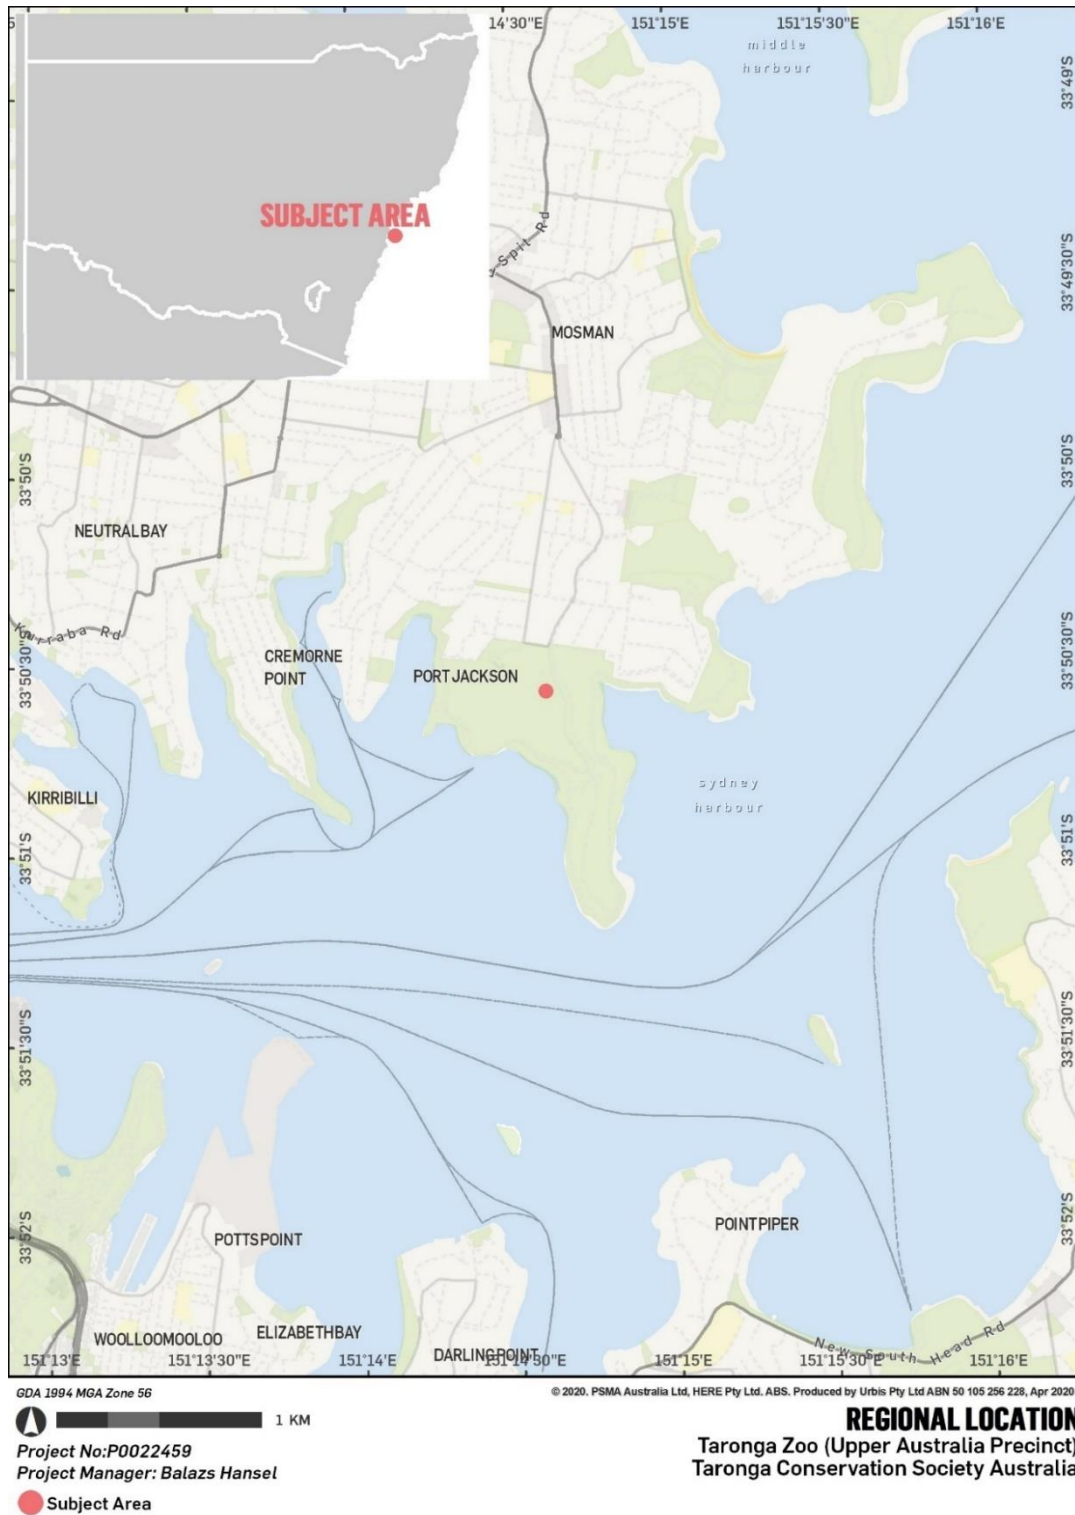 14'30"E
151°15'E
151°15'30"E
151°16'E
middle
harbour
33°49'S
33°49'S
SUBJECT AREA
Spit Rd
33°49'30"S
MOSMAN
33°50'S
33°50'S
NEUTRAL BAY
Kurraba Rd
33°50'30"S
33°50'30"S
CREMORNE
POINT
PORT JACKSON
sydney
harbour
KIRRIBILLI
33°51'S
33°51'S
33°51'30"S
33°51'30"S
33°52'S
33°52'S
POTTS POINT
POINT PIPER
WOOLLOOMOOLOO
ELIZABETH BAY
DARLING POINT
New South Head Rd
151°13'E
151°13'30"E
151°14'E
151°14'30"E
151°15'E
151°15'30"E
151°16'E
GDA 1994 MGA Zone 56
© 2020. PSMA Australia Ltd, HERE Pty Ltd. ABS. Produced by Urbis Pty Ltd ABN 50 105 256 228, Apr 2020
1 KM
REGIONAL LOCATION
Project No:P0022459
Taronga Zoo (Upper Australia Precinct)
Project Manager: Balazs Hansel
Taronga Conservation Society Australia
Subject Area